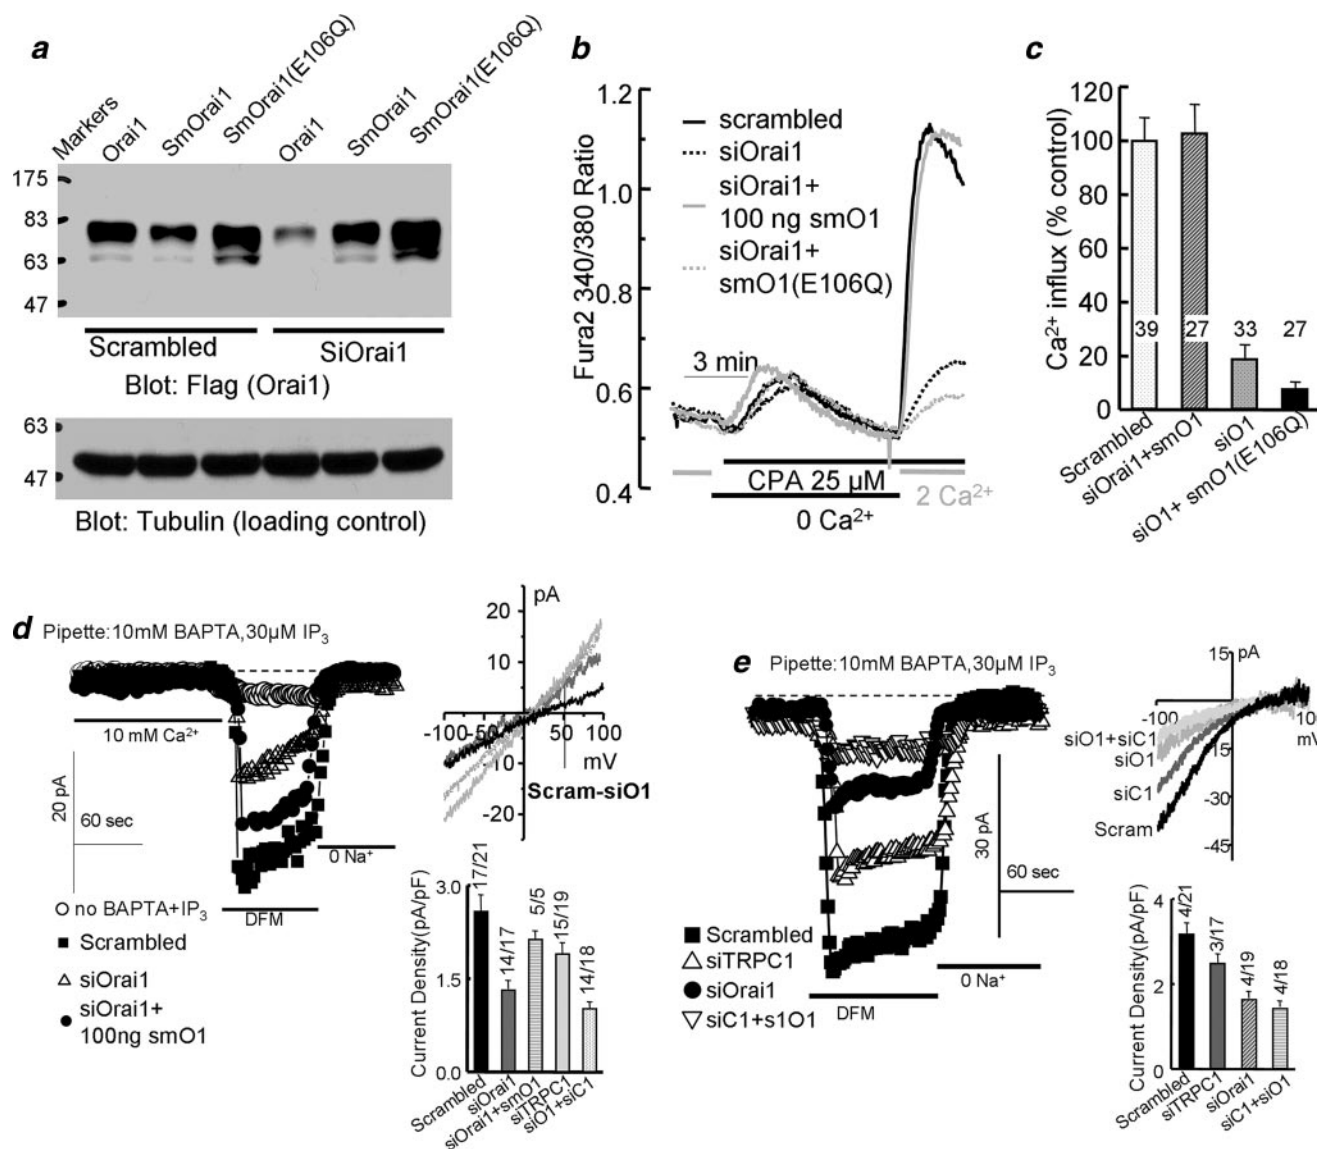 a
Markers
Orai1
SmOrai1
SmOrai1(E106Q)
Orai1
SmOrai1
SmOrai1(E106Q)
175
83
63
47
Scrambled
SiOrai1
Blot: Flag (Orai1)
63
47
Blot: Tubulin (loading control)
b
Fura2 340/380 Ratio
1.2
1.0
0.8
0.6
0.4
scrambled
siOrai1
siOrai1+
100 ng smO1
siOrai1+
smO1(E106Q)
3 min
CPA 25 µM
2 Ca2+
0 Ca2+
c
Ca2+ influx (% control)
120
100
80
60
40
20
0
39
27
33
27
Scrambled
siOrai1+smO1
siO1
siO1+ smO1(E106Q)
d
Pipette:10mM BAPTA,30µM IP3
10 mM Ca2+
20 pA
60 sec
DFM
0 Na+
no BAPTA+IP3
Scrambled
siOrai1
siOrai1+
100ng smO1
pA
20
10
-100
-50
50
100
mV
-10
-20
Scram-siO1
Current Density(pA/pF)
3.0
1.5
0.0
17/21
14/17
5/5
15/19
14/18
Scrambled
siOrai1
siOrai1+smO1
siTRPC1
siO1+siC1
e
Pipette:10mM BAPTA,30µM IP3
30 pA
60 sec
0 Na+
DFM
Scrambled
siTRPC1
siOrai1
siC1+s1O1
15
pA
-100
100
mV
-15
-30
-45
siO1+siC1
siO1
siC1
Scram
Current Density(pA/pF)
4
2
0
4/21
3/17
4/19
4/18
Scrambled
siTRPC1
siOrai1
siC1+siO1